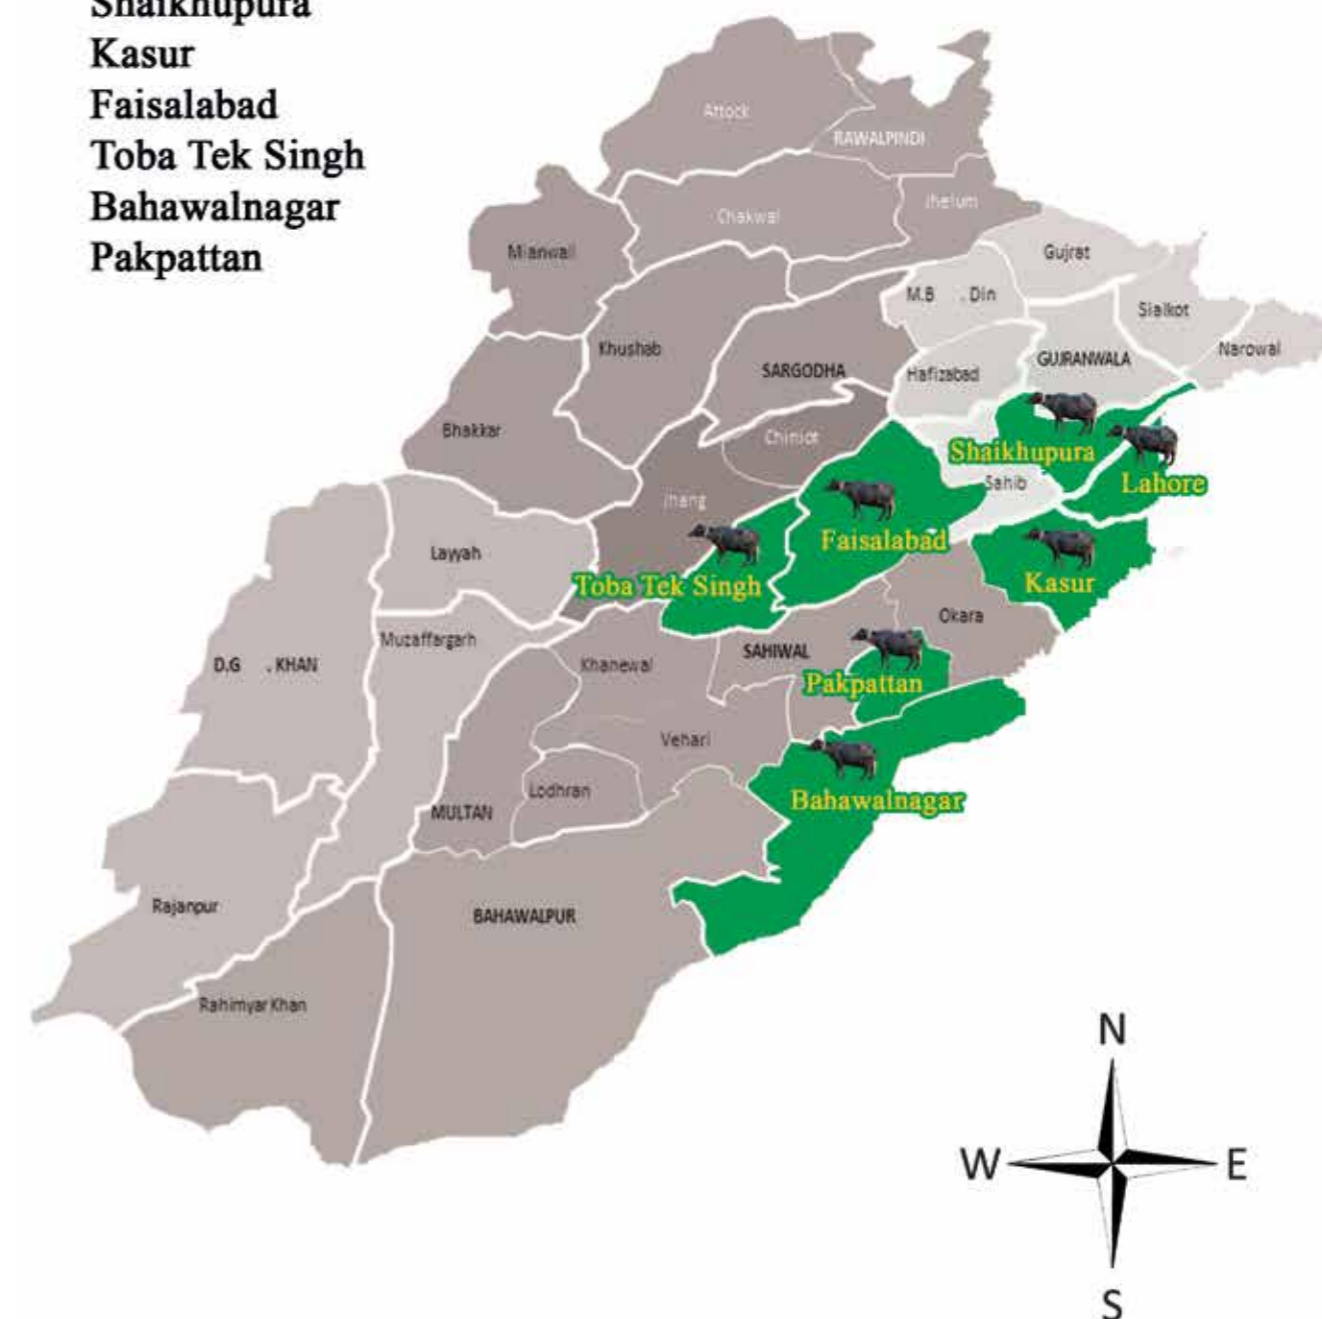 Shaikhupura
Kasur
Faisalabad
Toba Tek Singh
Bahawalnagar
Pakpattan
Attock
RAWALPINDI
Chakwal
Jhelum
Mianwali
Gujrat
M.B . Din
Sialkot
Khushab
Narowal
GUJRANWALA
SARGODHA
Hafizabad
Bhakkar
Chiniot
Shaikhupura
Sahib
Lahore
Jhang
Faisalabad
Layyah
Toba Tek Singh
Kasur
Okara
Muzaffargarh
SAHIWAL
D.G . KHAN
Khanewal
Pakpattan
Vehari
Lodhran
Bahawalnagar
MULTAN
Rajanpur
BAHAWALPUR
Rahimyar Khan
N
W E
S